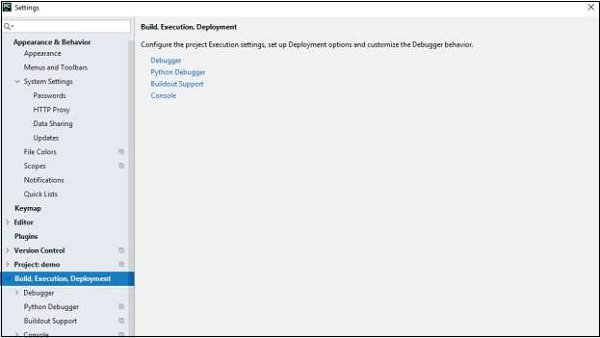 Settings
Appearance & Behavior
Appearance
Menus and Toolbars
System Settings
Passwords
HTTP Proxy
Data Sharing
Updates
File Colors
Scopes
Notifications
Quick Lists
Keymap
Editor
Plugins
Version Control
Project: demo
Build, Execution, Deployment
Debugger
Python Debugger
Buildout Support
Console
Build, Execution, Deployment
Configure the project Execution settings, set up Deployment options and customize the Debugger behavior.
Debugger
Python Debugger
Buildout Support
Console